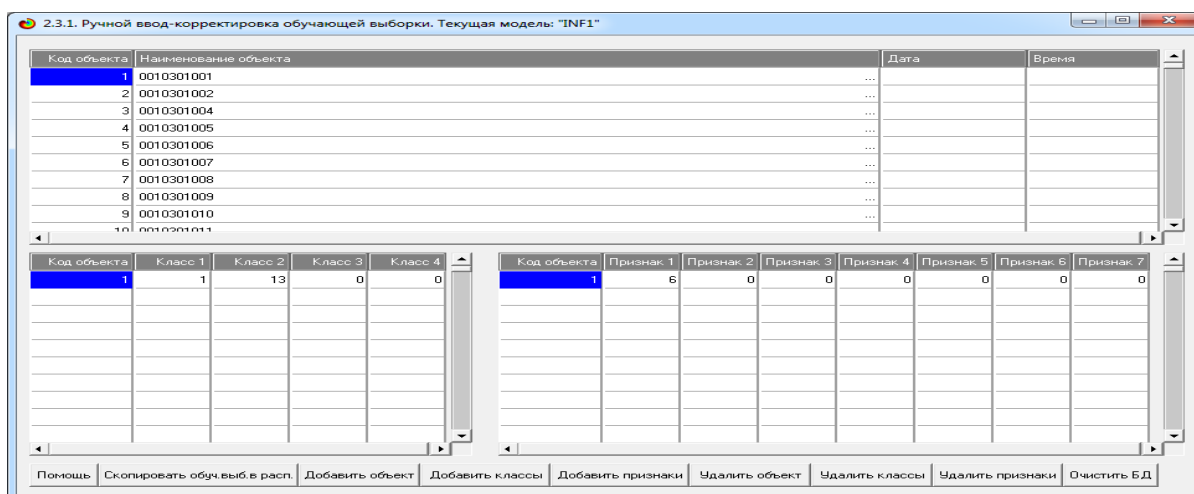 2.3.1. Ручной ввод-корректировка обучающей выборки. Текущая модель: "INF1"
Код объекта Наименование объекта Дата Время
1 0010301001 ...
2 0010301002 ...
3 0010301004 ...
4 0010301005 ...
5 0010301006 ...
6 0010301007 ...
7 0010301008 ...
8 0010301009 ...
9 0010301010 ...
10 0010301011
Код объекта Класс 1 Класс 2 Класс 3 Класс 4
1 1 13 0 0
Код объекта Признак 1 Признак 2 Признак 3 Признак 4 Признак 5 Признак 6 Признак 7
1 6 0 0 0 0 0 0
Помощь Скопировать обуч.выб.в расп. Добавить объект Добавить классы Добавить признаки Удалить объект Удалить классы Удалить признаки Очистить БД